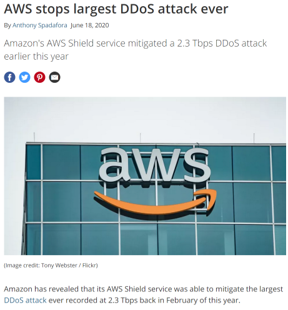 AWS stops largest DDoS attack ever
By Anthony Spadafora June 18, 2020
Amazon's AWS Shield service mitigated a 2.3 Tbps DDoS attack
earlier this year
aws
(Image credit: Tony Webster / Flickr)
Amazon has revealed that its AWS Shield service was able to mitigate the largest
DDoS attack ever recorded at 2.3 Tbps back in February of this year.